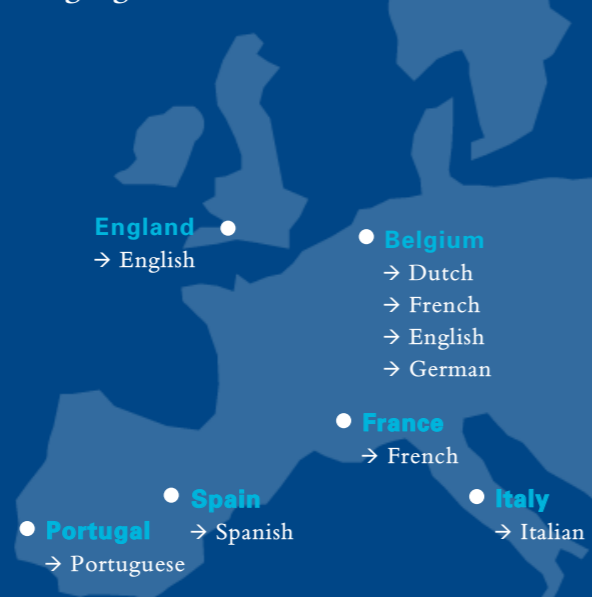 England
→ English
Belgium
→ Dutch
→ French
→ English
→ German
France
→ French
Spain
→ Spanish
Italy
→ Italian
Portugal
→ Portuguese